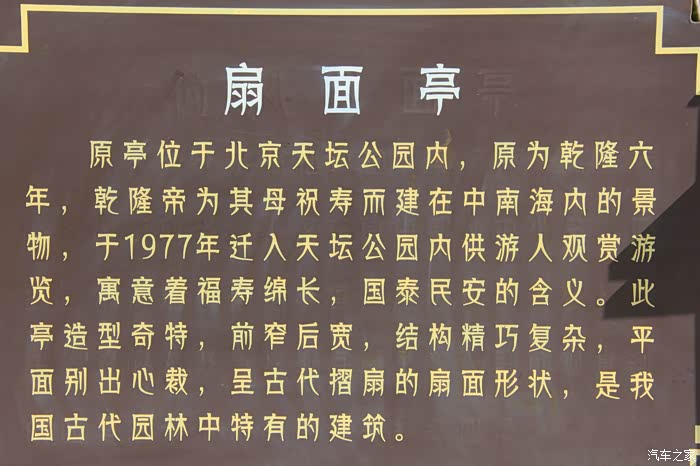 扇面亭
原亭位于北京天坛公园内，原为乾隆六
年，乾隆帝为其母祝寿而建在中南海内的景
物，于1977年迁入天坛公园内供游人观赏游
览，寓意着福寿绵长，国泰民安的含义。此
亭造型奇特，前窄后宽，结构精巧复杂，平
面别出心裁，呈古代摺扇的扇面形状，是我
国古代园林中特有的建筑。
汽车之家